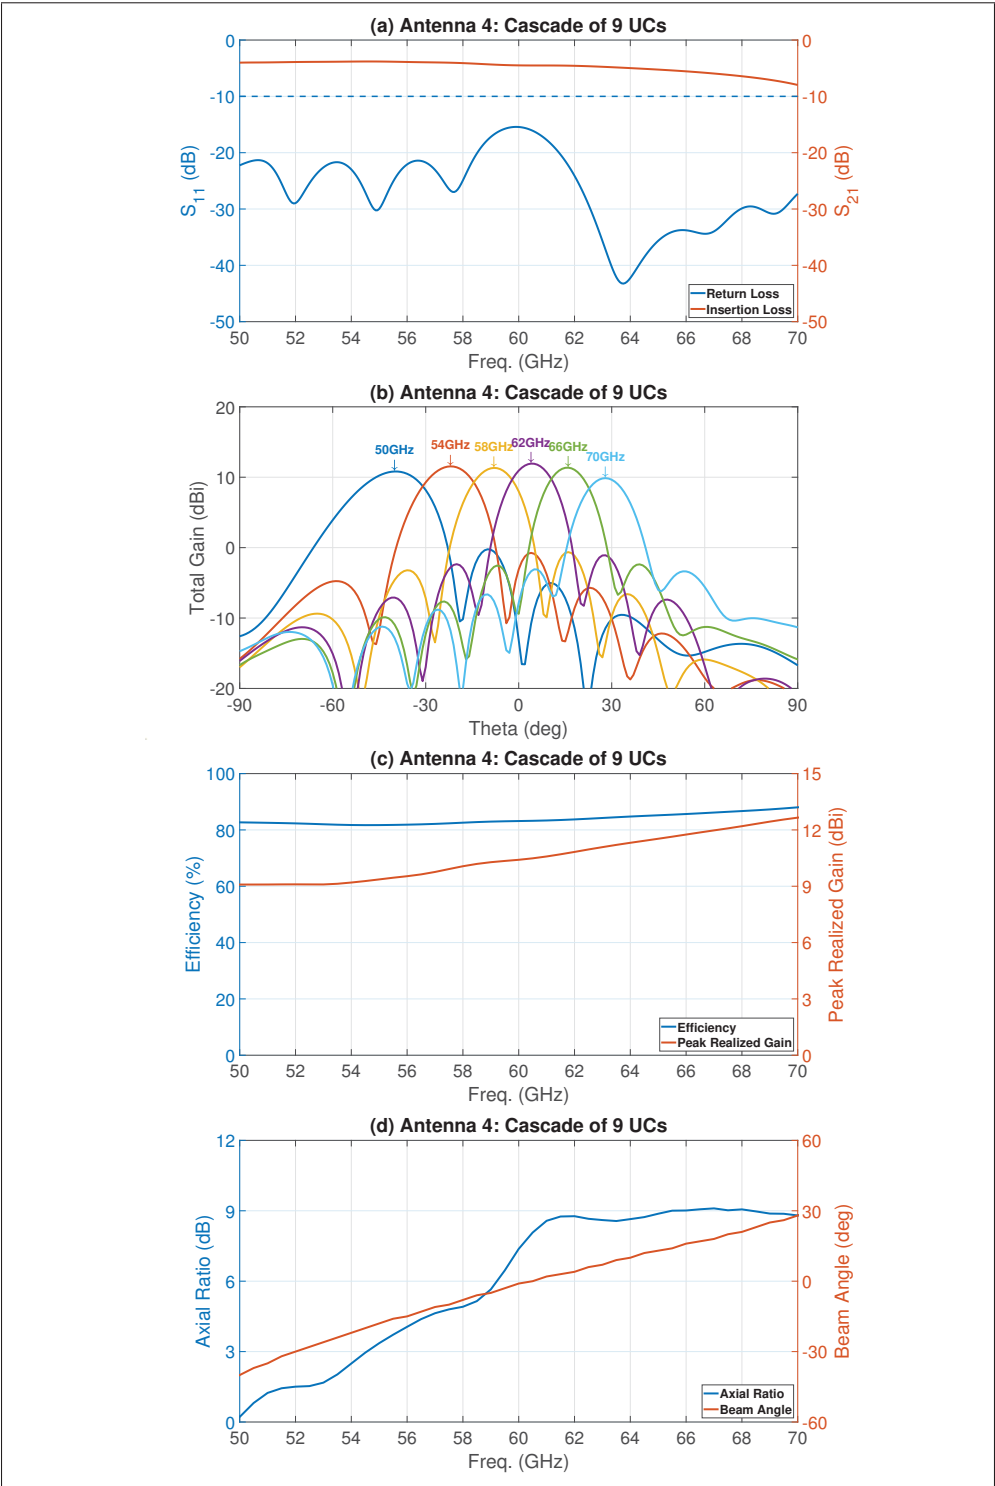 (a) Antenna 4: Cascade of 9 UCs
0
-10
-20
-30
-40
-50
S11 (dB)
0
-10
-20
-30
-40
-50
S21 (dB)
Return Loss
Insertion Loss
50 52 54 56 58 60 62 64 66 68 70
Freq. (GHz)
(b) Antenna 4: Cascade of 9 UCs
20
10
0
-10
-20
Total Gain (dBi)
50GHz 54GHz 58GHz 62GHz 66GHz 70GHz
-90 -60 -30 0 30 60 90
Theta (deg)
(c) Antenna 4: Cascade of 9 UCs
100
80
60
40
20
0
Efficiency (%)
15
12
9
6
3
0
Peak Realized Gain (dBi)
Efficiency
Peak Realized Gain
50 52 54 56 58 60 62 64 66 68 70
Freq. (GHz)
(d) Antenna 4: Cascade of 9 UCs
12
9
6
3
0
Axial Ratio (dB)
60
30
0
-30
-60
Beam Angle (deg)
Axial Ratio
Beam Angle
50 52 54 56 58 60 62 64 66 68 70
Freq. (GHz)